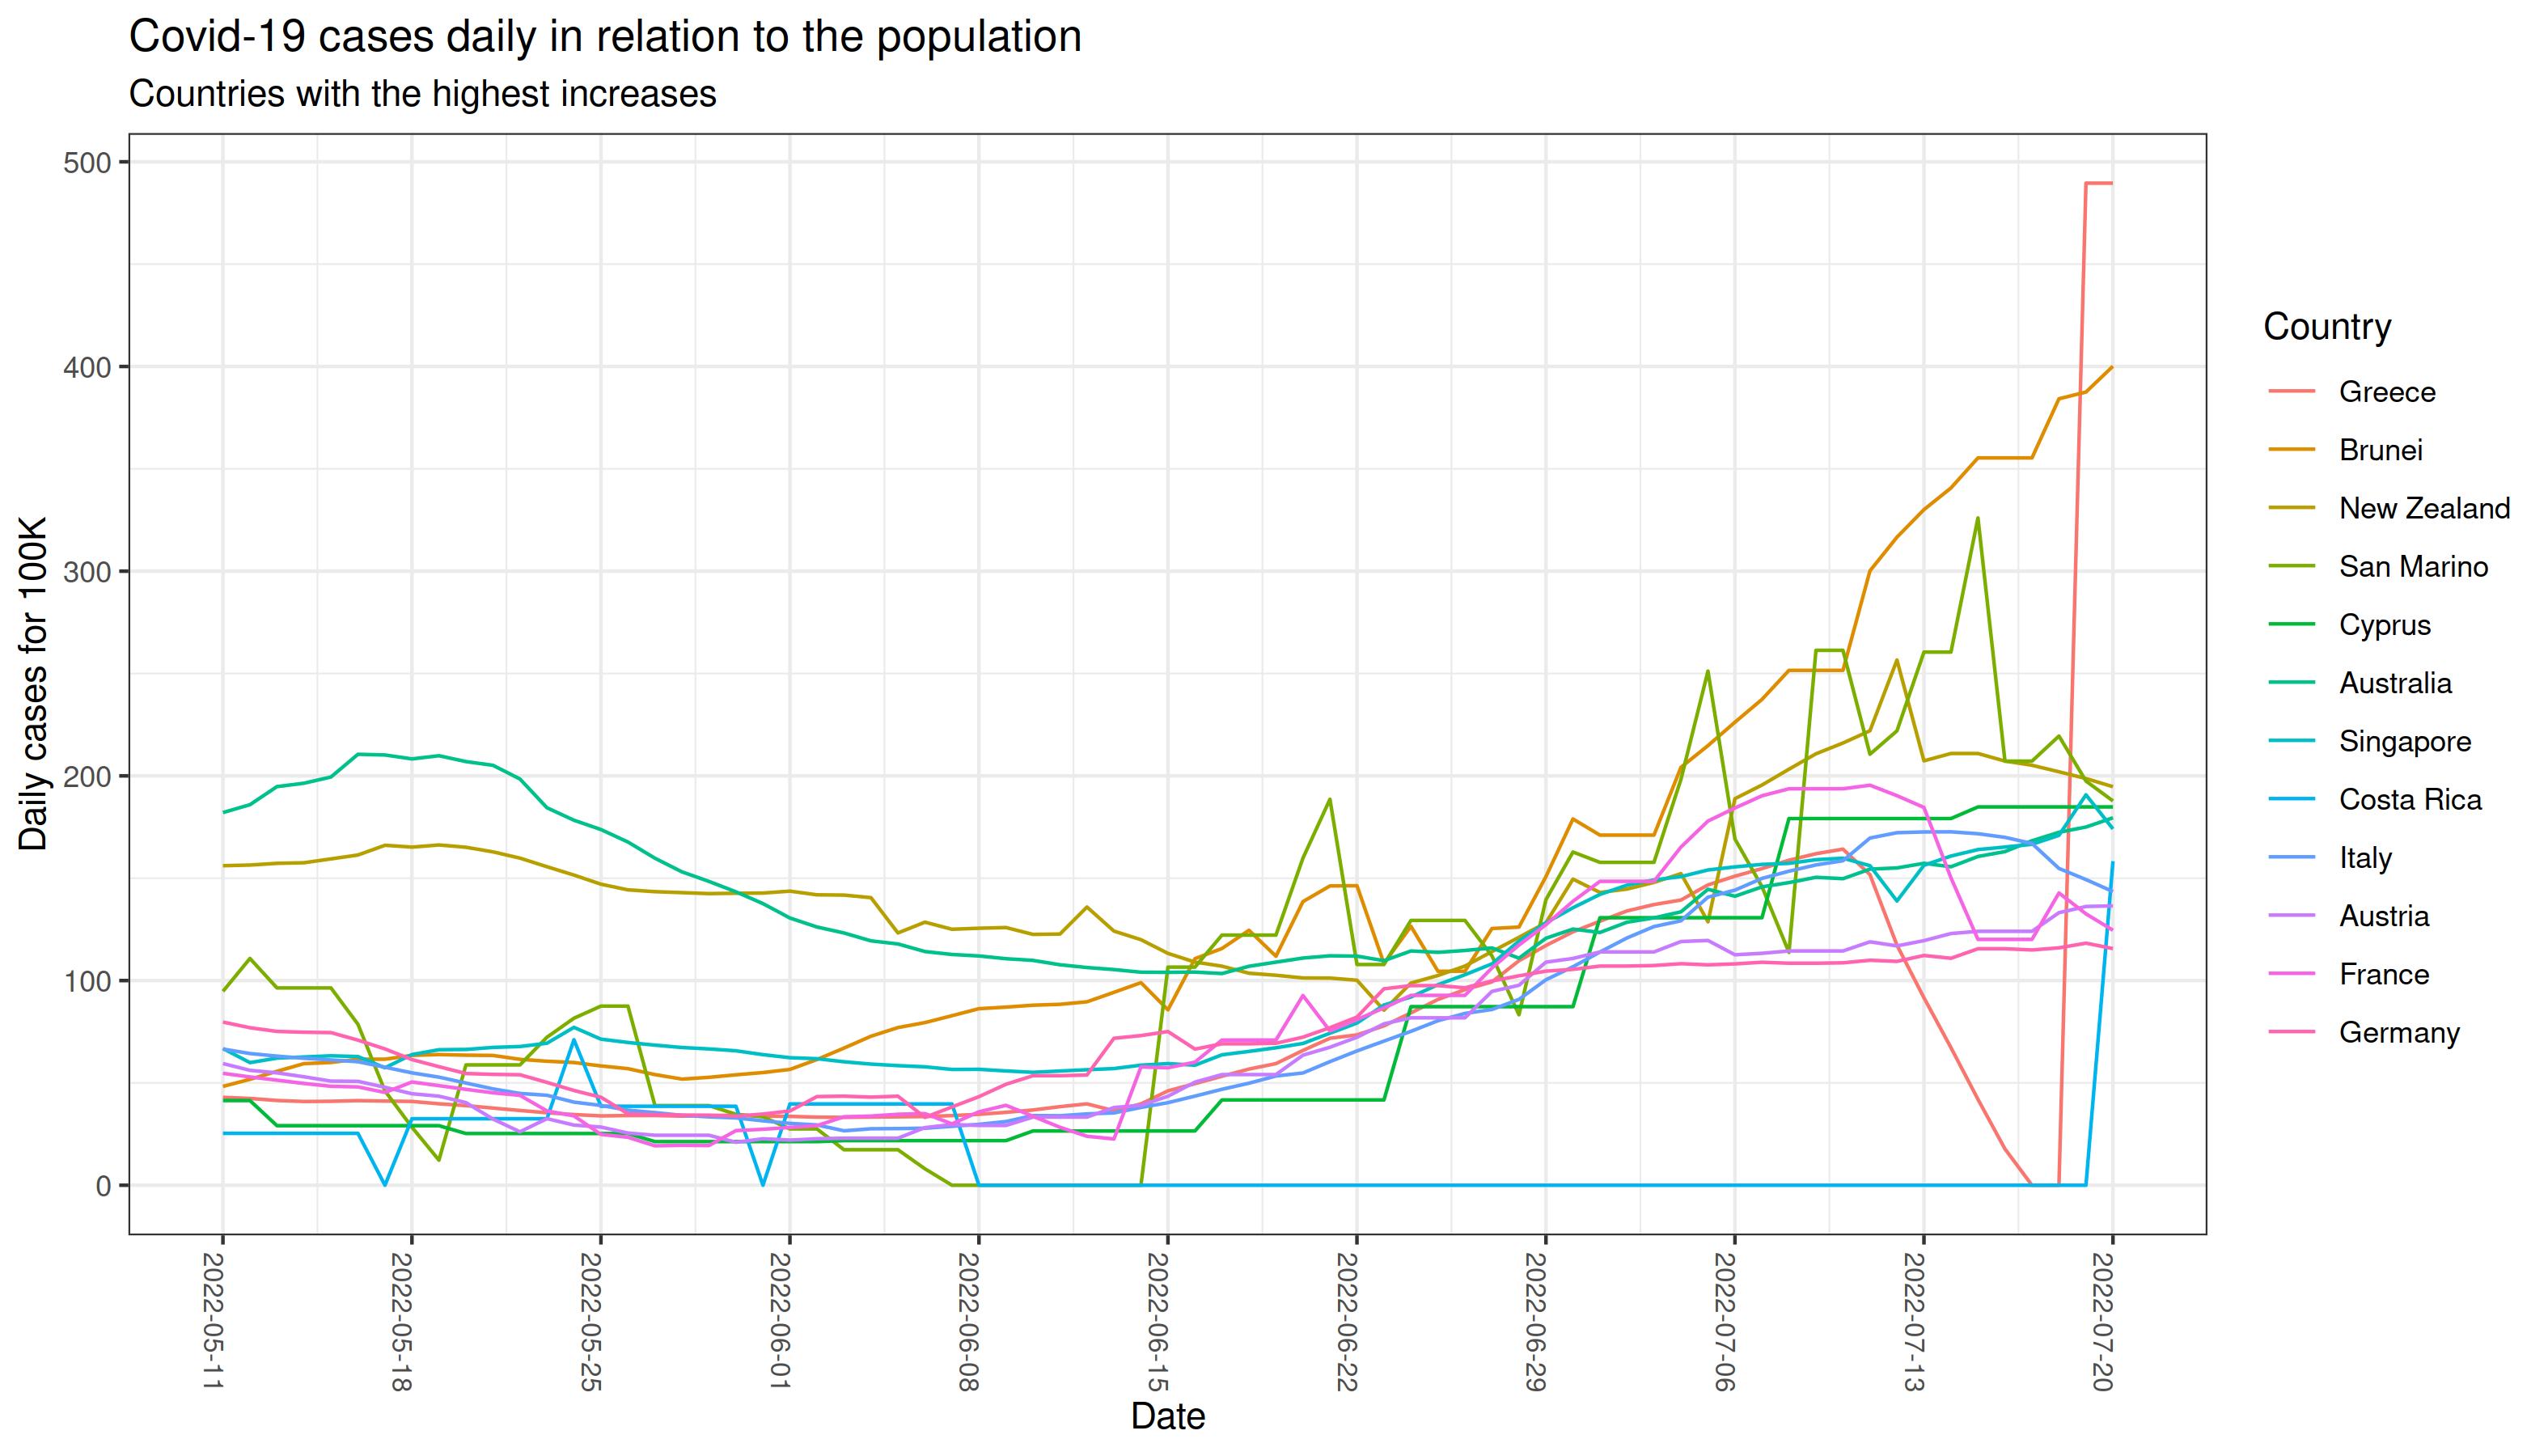 Covid-19 cases daily in relation to the population
Countries with the highest increases
Daily cases for 100K
500
400
300
200
100
0
2022-05-11
2022-05-18
2022-05-25
2022-06-01
2022-06-08
2022-06-15
2022-06-22
2022-06-29
2022-07-06
2022-07-13
2022-07-20
Date
Country
Greece
Brunei
New Zealand
San Marino
Cyprus
Australia
Singapore
Costa Rica
Italy
Austria
France
Germany